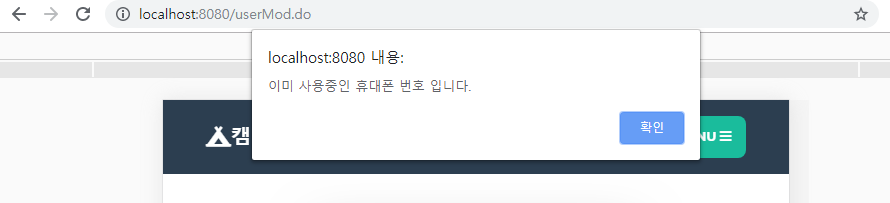 localhost:8080/userMod.do
localhost:8080 내용:
이미 사용중인 휴대폰 번호 입니다.
확인
캠
NU